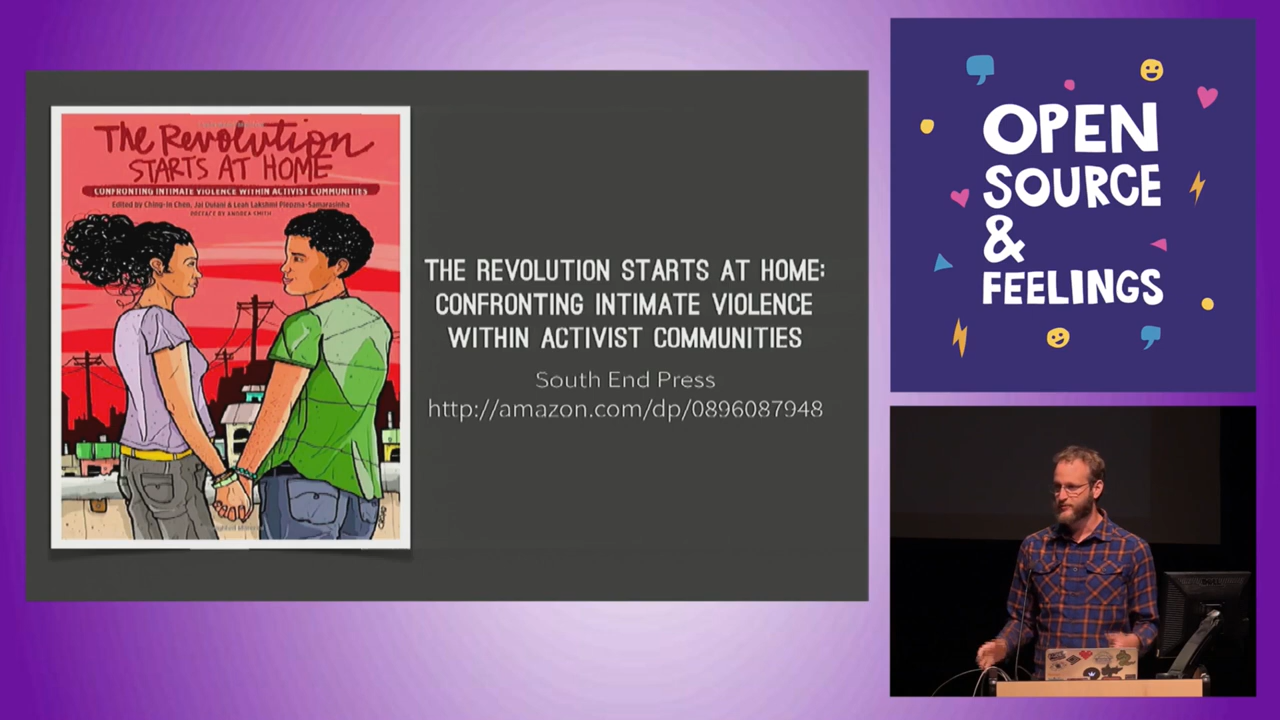 The Revolution
STARTS AT HOME
CONFRONTING INTIMATE VIOLENCE WITHIN ACTIVIST COMMUNITIES
Edited by Ching-In Chen, Jai Dulani & Leah Lakshmi Piepzna-Samarasinha
PREFACE BY ANDREA SMITH
THE REVOLUTION STARTS AT HOME:
CONFRONTING INTIMATE VIOLENCE
WITHIN ACTIVIST COMMUNITIES
South End Press
http://amazon.com/dp/0896087948
OPEN
SOURCE
&
FEELINGS
DELL